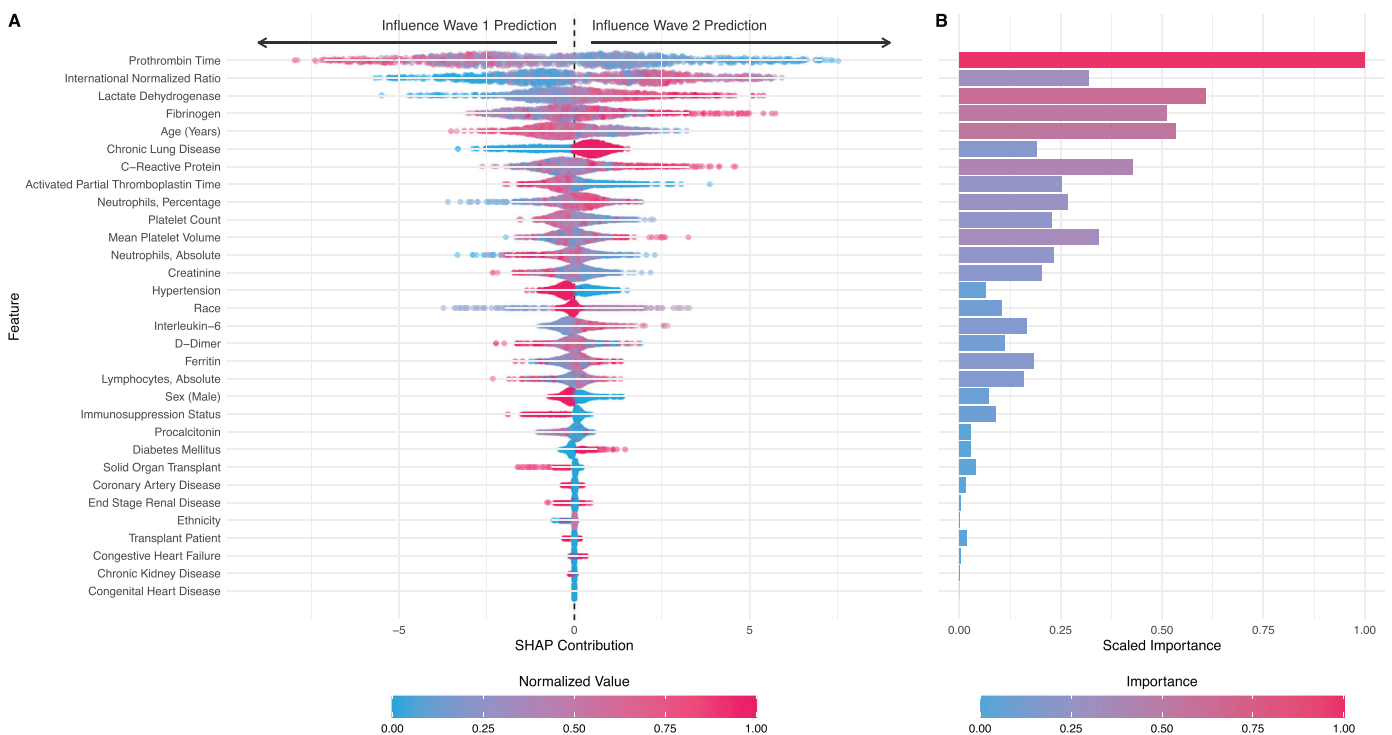 A
B
Influence Wave 1 Prediction
Influence Wave 2 Prediction
Feature
Prothrombin Time
International Normalized Ratio
Lactate Dehydrogenase
Fibrinogen
Age (Years)
Chronic Lung Disease
C−Reactive Protein
Activated Partial Thromboplastin Time
Neutrophils, Percentage
Platelet Count
Mean Platelet Volume
Neutrophils, Absolute
Creatinine
Hypertension
Race
Interleukin−6
D−Dimer
Ferritin
Lymphocytes, Absolute
Sex (Male)
Immunosuppression Status
Procalcitonin
Diabetes Mellitus
Solid Organ Transplant
Coronary Artery Disease
End Stage Renal Disease
Ethnicity
Transplant Patient
Congestive Heart Failure
Chronic Kidney Disease
Congenital Heart Disease
−5 0 5
SHAP Contribution
0.00 0.25 0.50 0.75 1.00
Scaled Importance
Normalized Value
0.00 0.25 0.50 0.75 1.00
Importance
0.00 0.25 0.50 0.75 1.00